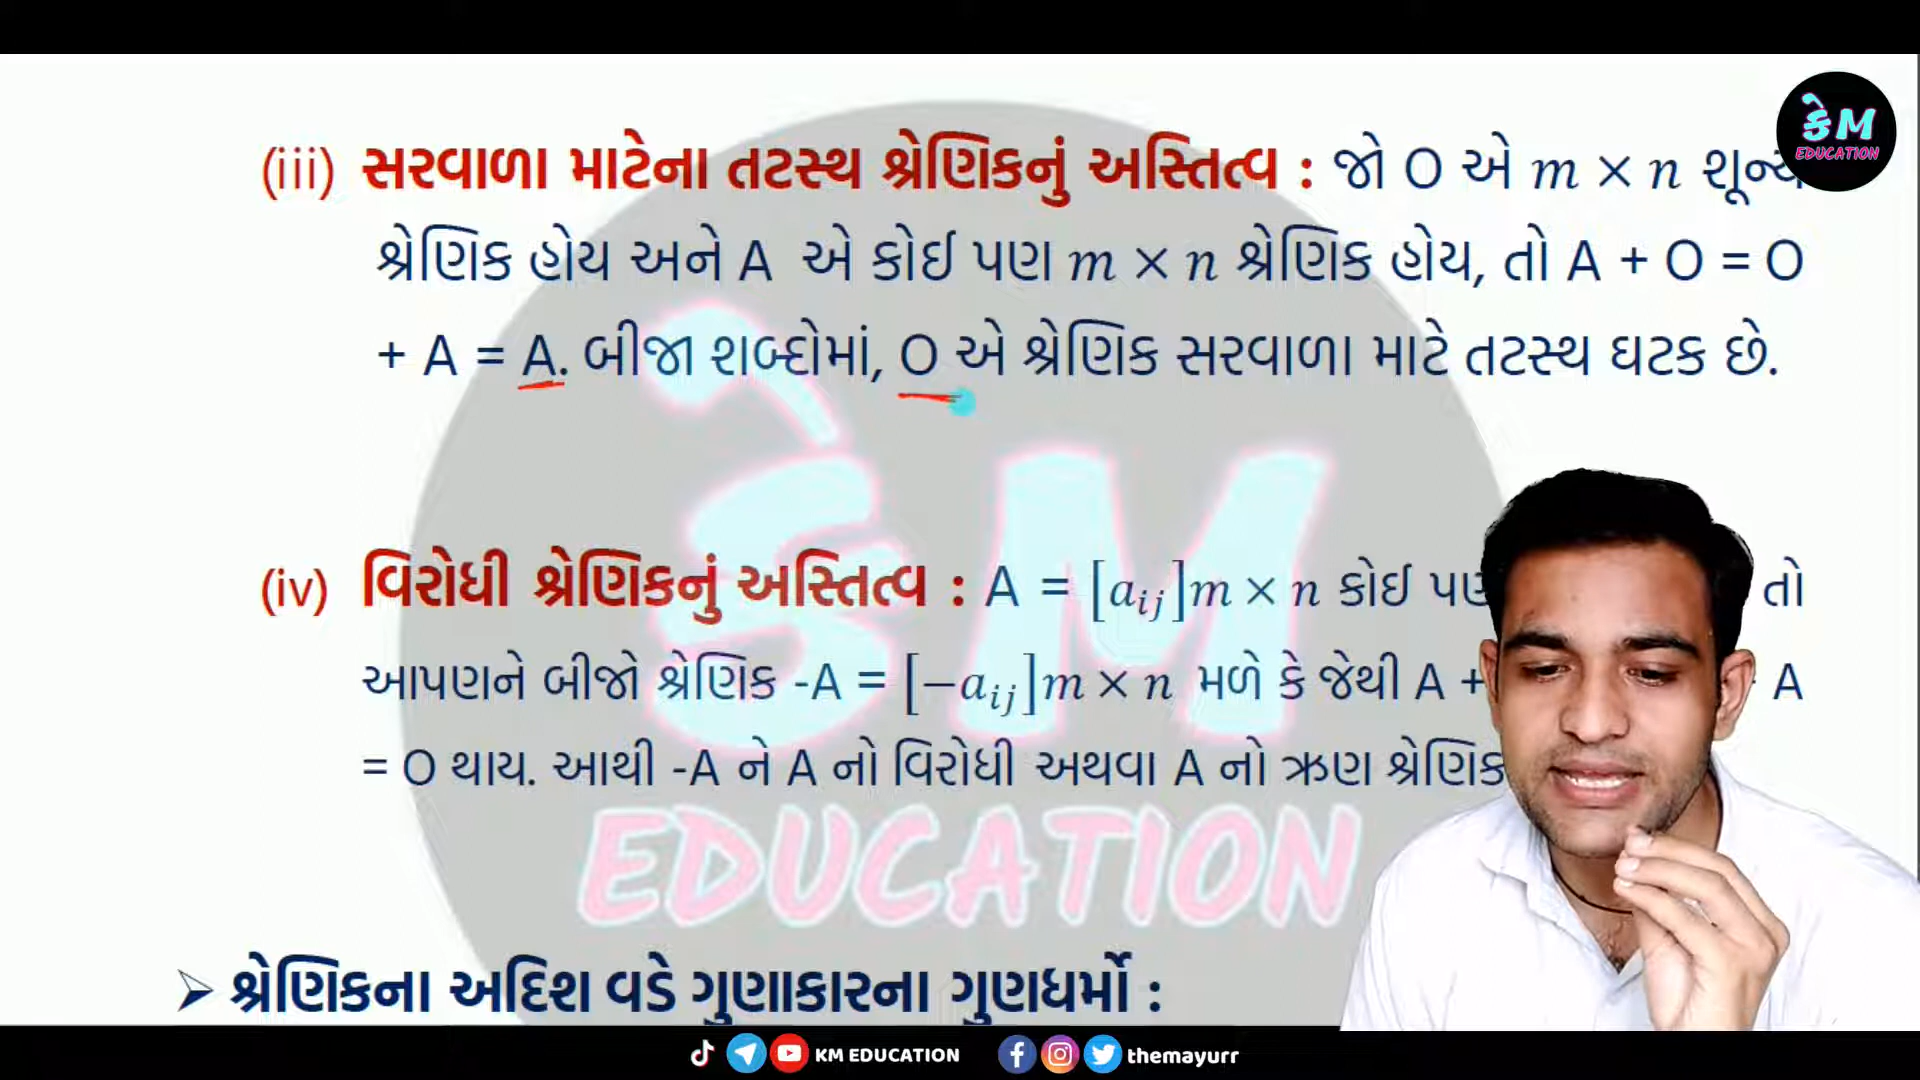 કેM
EDUCATION
(iii) સરવાળા માટેના તટસ્થ શ્રેણિકનું અસ્તિત્વ : જો O એ m × n શૂન્ય
શ્રેણિક હોય અને A એ કોઈ પણ m × n શ્રેણિક હોય, તો A + O = O
+ A = A. બીજા શબ્દોમાં, O એ શ્રેણિક સરવાળા માટે તટસ્થ ઘટક છે.
કેM
(iv) વિરોધી શ્રેણિકનું અસ્તિત્વ : A = [aᵢⱼ]m × n કોઈ તો
આપણને બીજો શ્રેણિક -A = [−aᵢⱼ]m × n મળે કે જેથી A + A
= O થાય. આથી -A ને A નો વિરોધી અથવા A નો ઋણ શ્રેણિક
EDUCATION
➢ શ્રેણિકના અદિશ વડે ગુણાકારના ગુણધર્મો :
KM EDUCATION themayurr